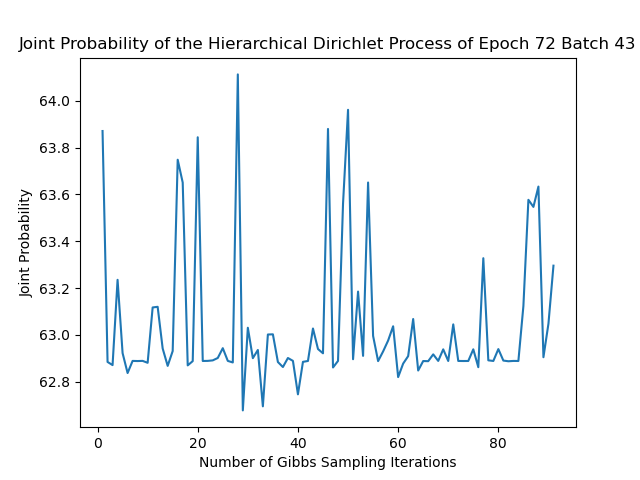 Joint Probability of the Hierarchical Dirichlet Process of Epoch 72 Batch 43
64.0
63.8
63.6
63.4
63.2
63.0
62.8
Joint Probability
0 20 40 60 80
Number of Gibbs Sampling Iterations